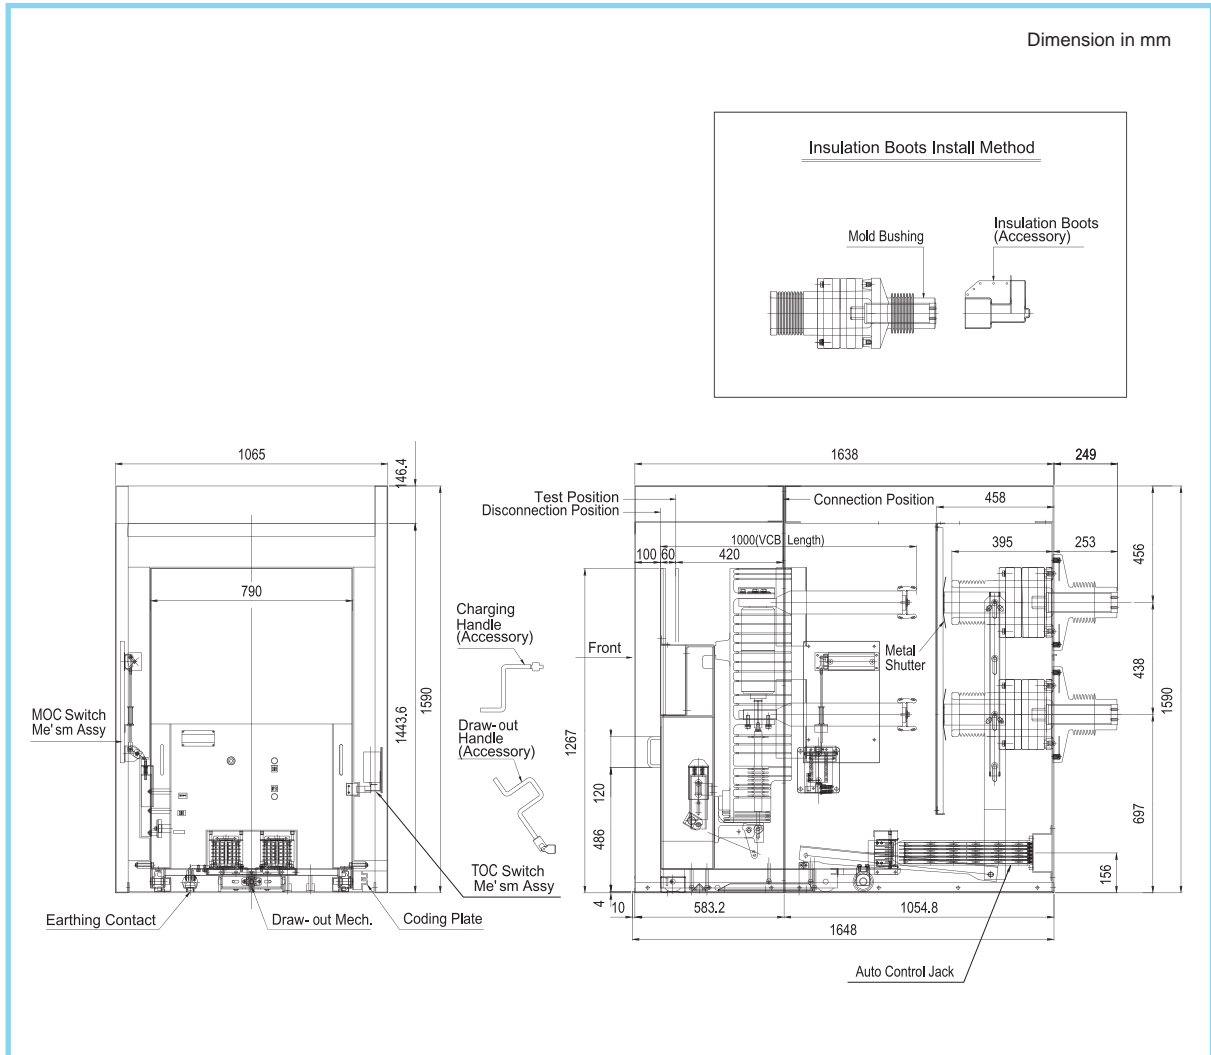 Dimension in mm
Insulation Boots Install Method
Mold Bushing
Insulation Boots
(Accessory)
1065
146.4
790
1443.6
1590
MOC Switch
Me'sm Assy
Earthing Contact
Draw-out Mech.
Coding Plate
TOC Switch
Me'sm Assy
Charging
Handle
(Accessory)
Draw-out
Handle
(Accessory)
1638
249
Test Position
Disconnection Position
Connection Position
458
1000(VCB Length)
100
60
420
395
253
456
Front
Metal
Shutter
438
1590
1267
120
486
697
156
4
10
583.2
1054.8
1648
Auto Control Jack